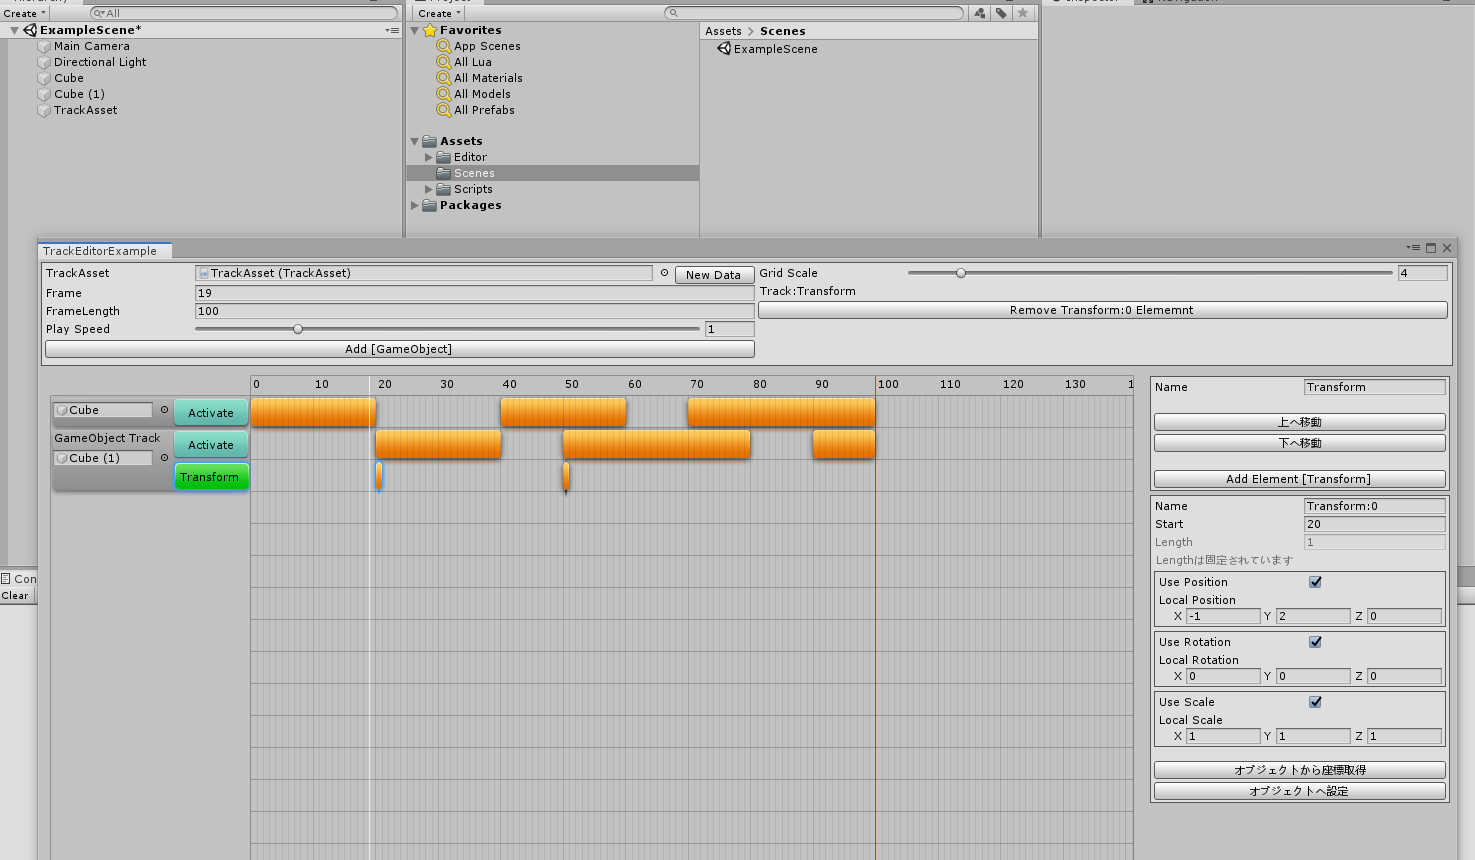 Create
All
ExampleScene*
Main Camera
Directional Light
Cube
Cube (1)
TrackAsset
Create
Favorites
App Scenes
All Lua
All Materials
All Models
All Prefabs
Assets
Editor
Scenes
Scripts
Packages
Assets > Scenes
ExampleScene
Con
Clear
TrackEditorExample
TrackAsset TrackAsset (TrackAsset) New Data
Frame 19
FrameLength 100
Play Speed 1
Add [GameObject]
Grid Scale 4
Track:Transform
Remove Transform:0 Elememnt
0 10 20 30 40 50 60 70 80 90 100 110 120 130 1
Cube Activate
GameObject Track Activate
Cube (1)
Transform
Name Transform
上へ移動
下へ移動
Add Element [Transform]
Name Transform:0
Start 20
Length 1
Lengthは固定されています
Use Position
Local Position
X -1 Y 2 Z 0
Use Rotation
Local Rotation
X 0 Y 0 Z 0
Use Scale
Local Scale
X 1 Y 1 Z 1
オブジェクトから座標取得
オブジェクトへ設定